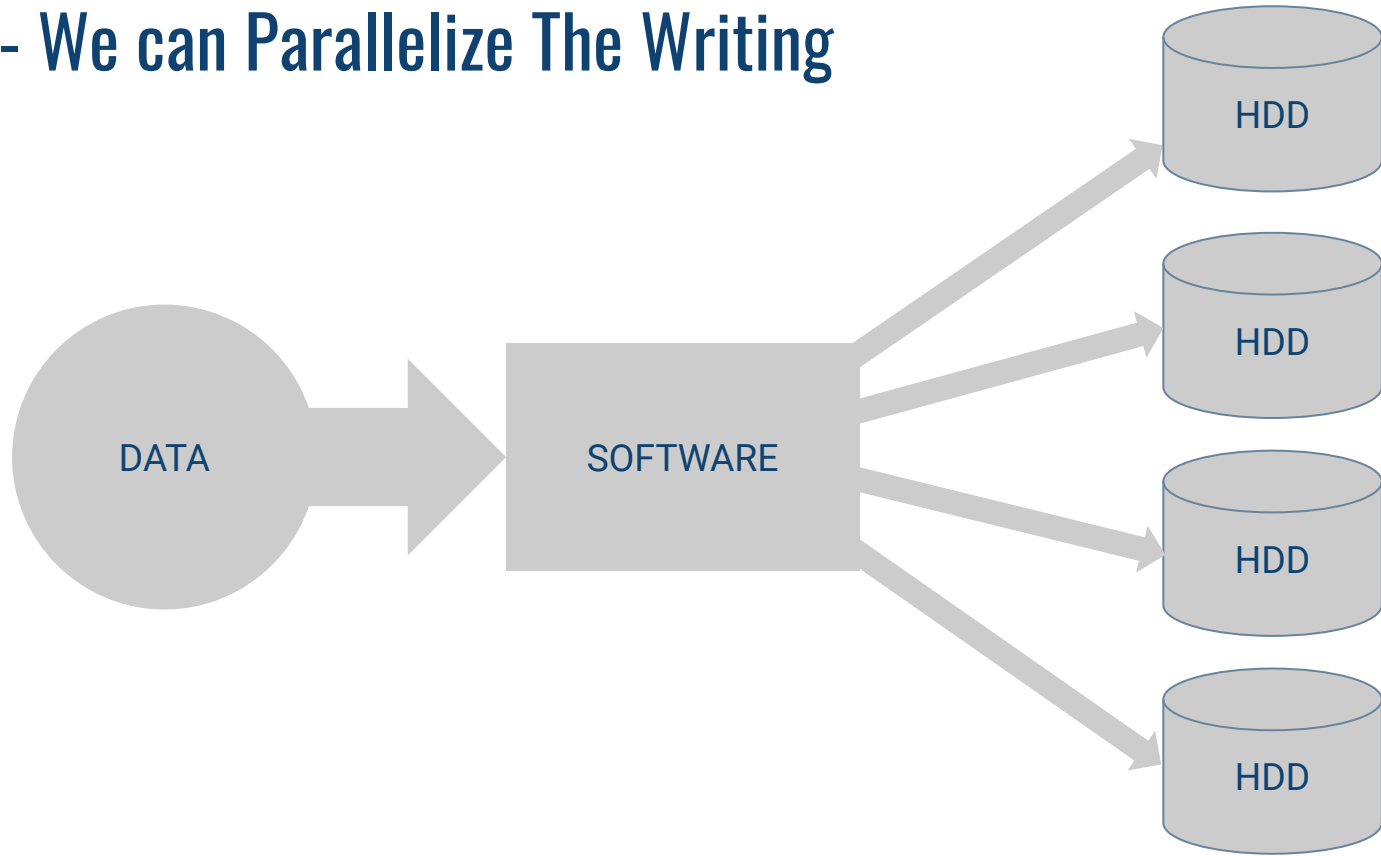 - We can Parallelize The Writing
HDD
HDD
DATA
SOFTWARE
HDD
HDD